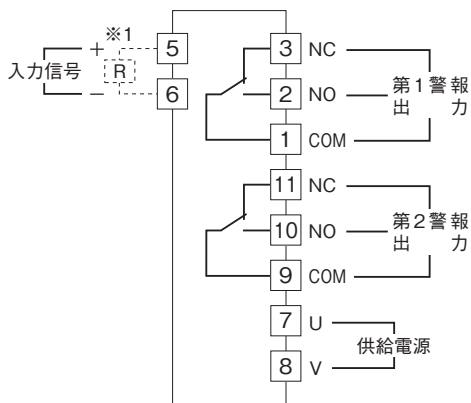 ※1
入力信号
+
R
−
5
6
3 NC
2 NO
1 COM
第1警報
出 力
11 NC
10 NO
9 COM
第2警報
出 力
7 U
8 V
供給電源